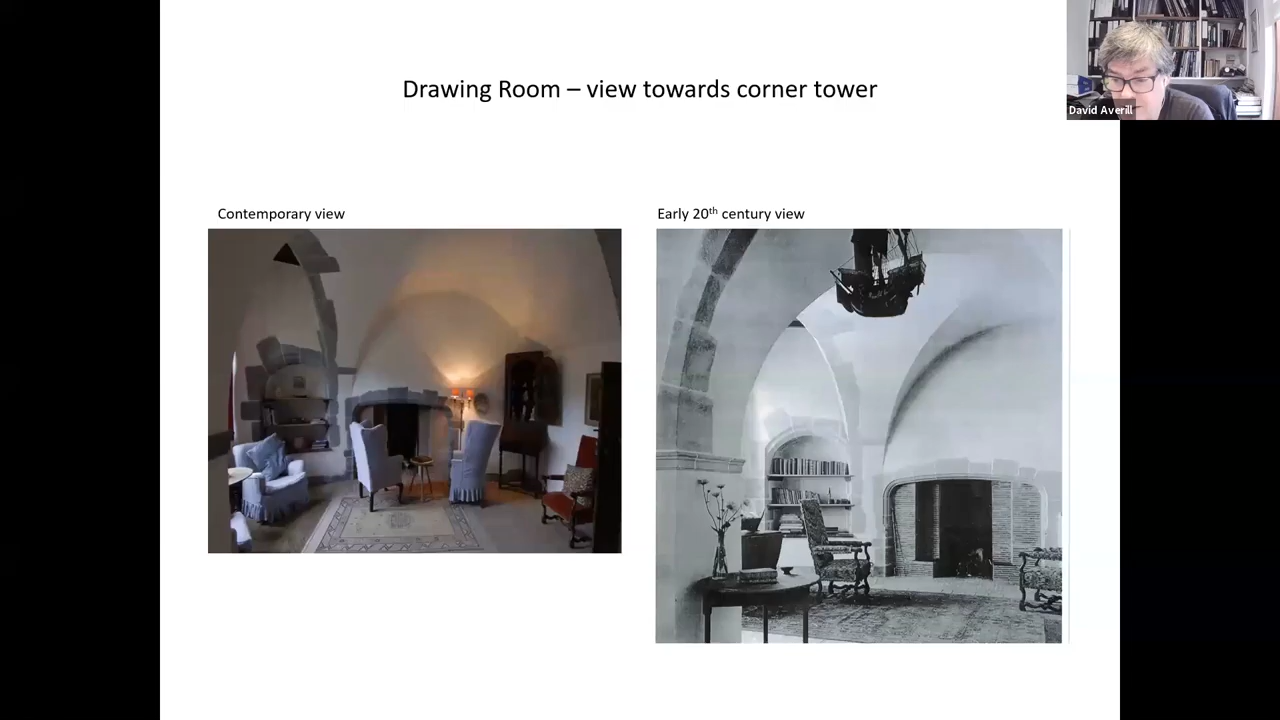 Drawing Room – view towards corner tower
David Averill
Contemporary view
Early 20th century view